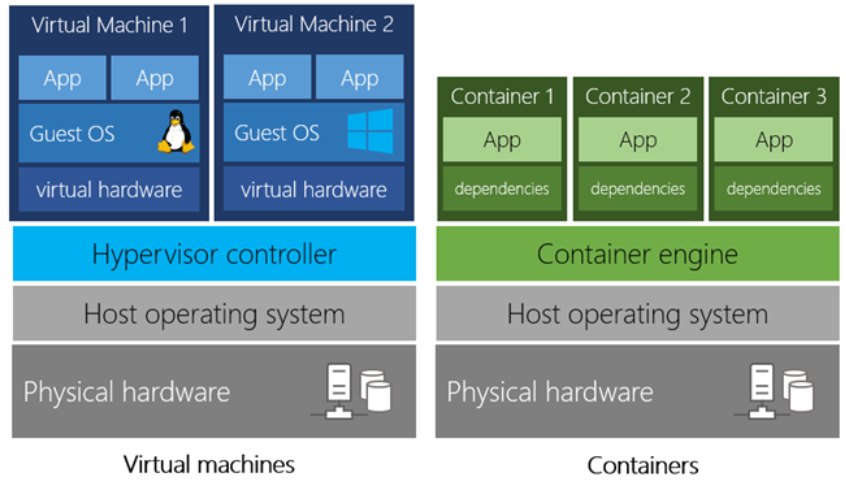 Virtual Machine 1
App
App
Guest OS
virtual hardware
Virtual Machine 2
App
App
Guest OS
virtual hardware
Hypervisor controller
Host operating system
Physical hardware
Virtual machines
Container 1
App
dependencies
Container 2
App
dependencies
Container 3
App
dependencies
Container engine
Host operating system
Physical hardware
Containers